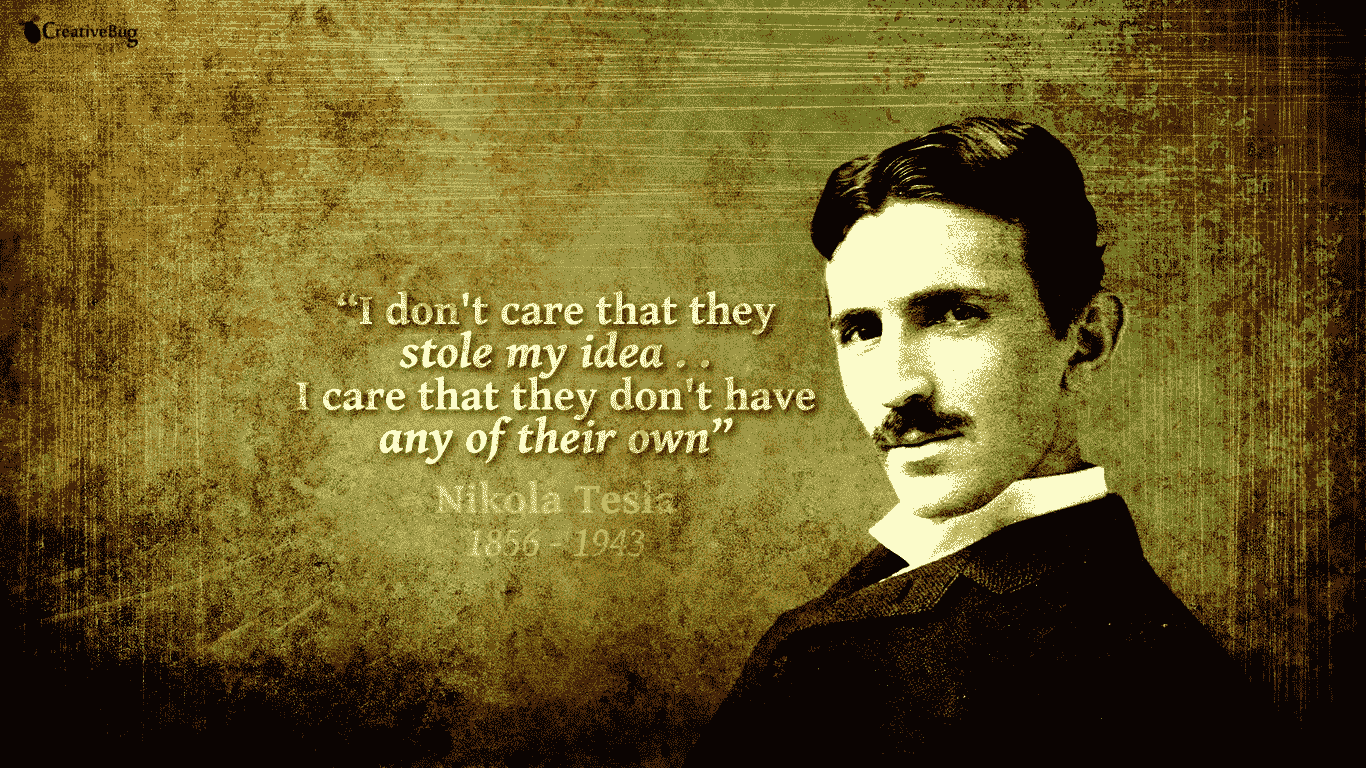 CreativeBug
“I don't care that they
stole my idea . .
I care that they don't have
any of their own”
Nikola Tesla
1856 - 1943